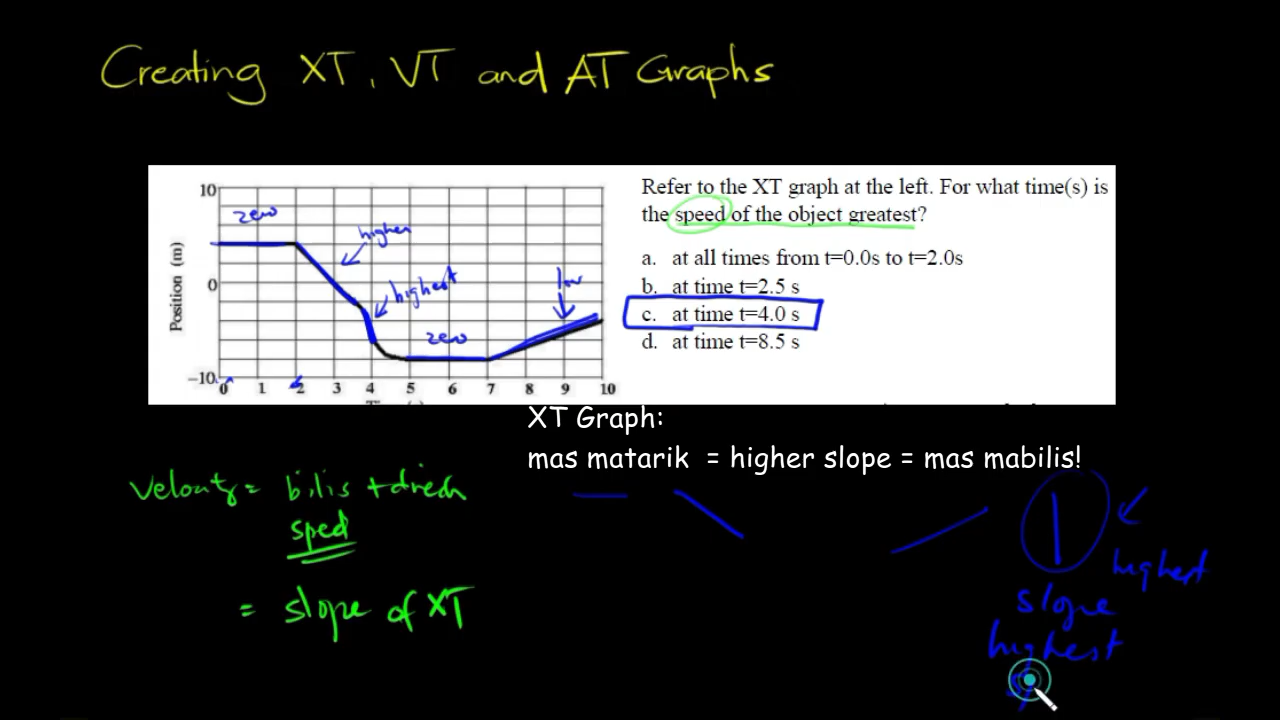 Creating XT, VT and AT Graphs
10
0
-10
Position (m)
0 1 2 3 4 5 6 7 8 9 10
zero
higher
highest
zero
low
Refer to the XT graph at the left. For what time(s) is
the speed of the object greatest?
a. at all times from t=0.0s to t=2.0s
b. at time t=2.5 s
c. at time t=4.0 s
d. at time t=8.5 s
XT Graph:
mas matarik = higher slope = mas mabilis!
Velocity = bilis +
sped
= slope of XT
highest
slope
highest